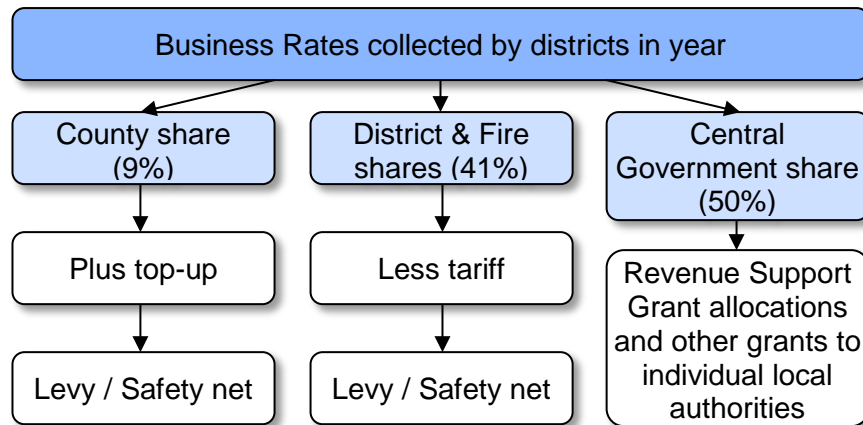 Business Rates collected by districts in year
County share
(9%)
District & Fire
shares (41%)
Central
Government share
(50%)
Plus top-up
Less tariff
Revenue Support
Grant allocations
and other grants to
individual local
authorities
Levy / Safety net
Levy / Safety net